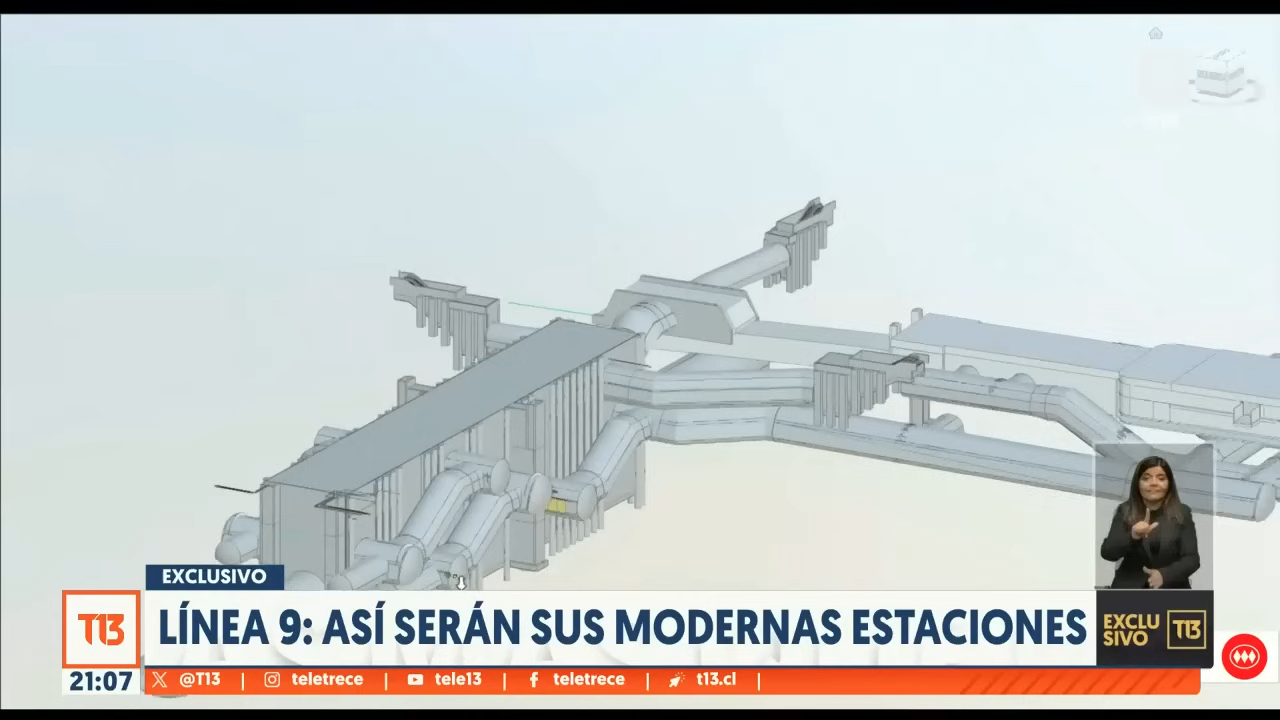 EXCLUSIVO
T13
LÍNEA 9: ASÍ SERÁN SUS MODERNAS ESTACIONES
EXCLU
SIVO
T13
21:07
@T13 | teletrece | tele13 | teletrece | t13.cl |